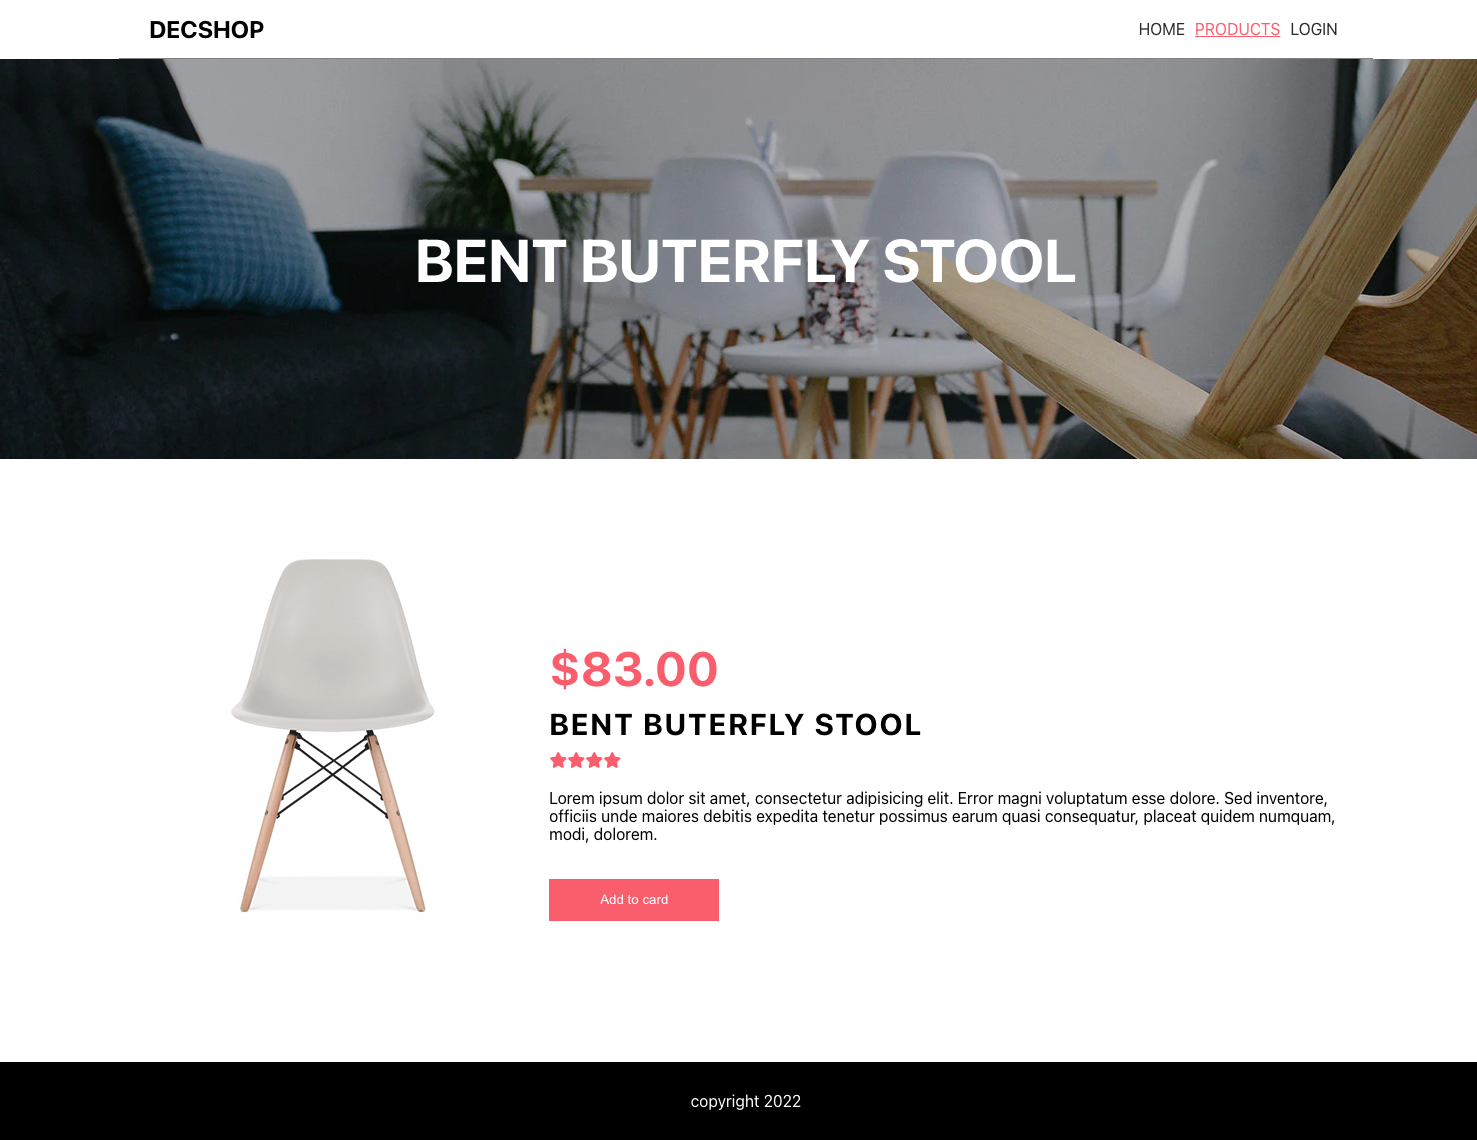 DECSHOP
HOME PRODUCTS LOGIN
BENT BUTERFLY STOOL
$83.00
BENT BUTERFLY STOOL
Lorem ipsum dolor sit amet, consectetur adipisicing elit. Error magni voluptatum esse dolore. Sed inventore,
officiis unde maiores debitis expedita tenetur possimus earum quasi consequatur, placeat quidem numquam,
modi, dolorem.
Add to card
copyright 2022